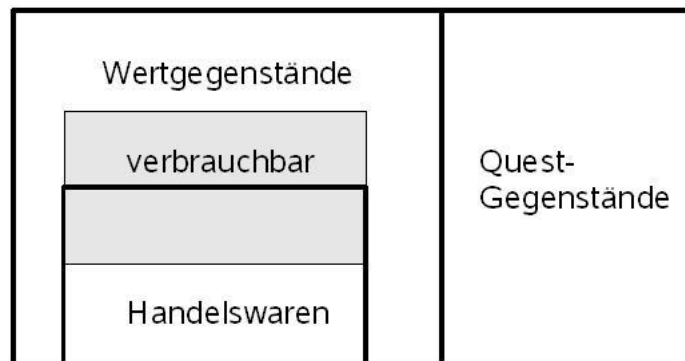 Wertgegenstände
verbrauchbar
Quest-
Gegenstände
Handelswaren